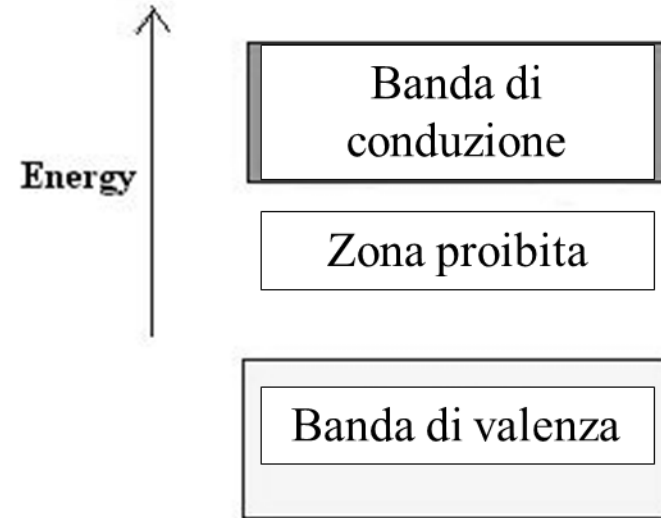 Banda di
conduzione
Energy
Zona proibita
Banda di valenza